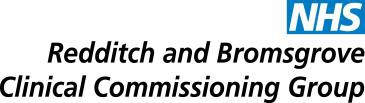 NHS
Redditch and Bromsgrove
Clinical Commissioning Group